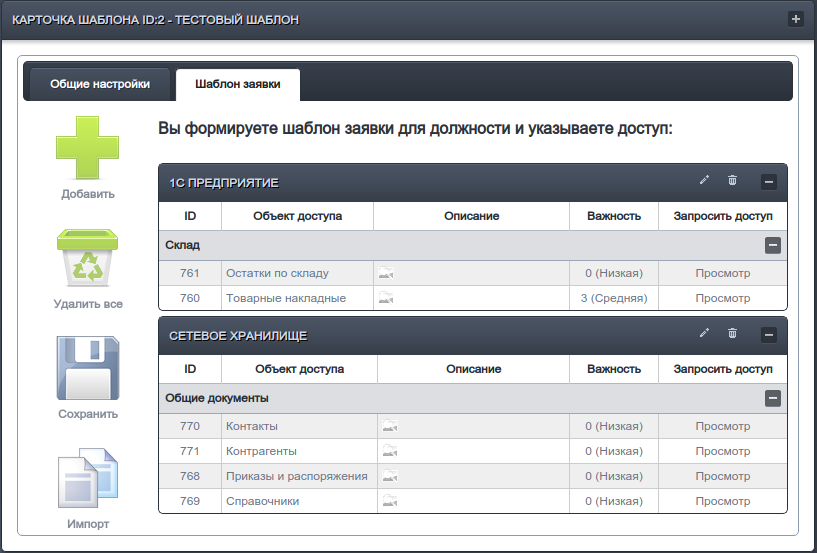 КАРТОЧКА ШАБЛОНА ID:2 - ТЕСТОВЫЙ ШАБЛОН
Общие настройки Шаблон заявки
Вы формируете шаблон заявки для должности и указываете доступ:
Добавить
Удалить все
Сохранить
Импорт
1С ПРЕДПРИЯТИЕ
ID Объект доступа Описание Важность Запросить доступ
Склад
761 Остатки по складу 0 (Низкая) Просмотр
760 Товарные накладные 3 (Средняя) Просмотр
СЕТЕВОЕ ХРАНИЛИЩЕ
ID Объект доступа Описание Важность Запросить доступ
Общие документы
770 Контакты 0 (Низкая) Просмотр
771 Контрагенты 0 (Низкая) Просмотр
768 Приказы и распоряжения 0 (Низкая) Просмотр
769 Справочники 0 (Низкая) Просмотр